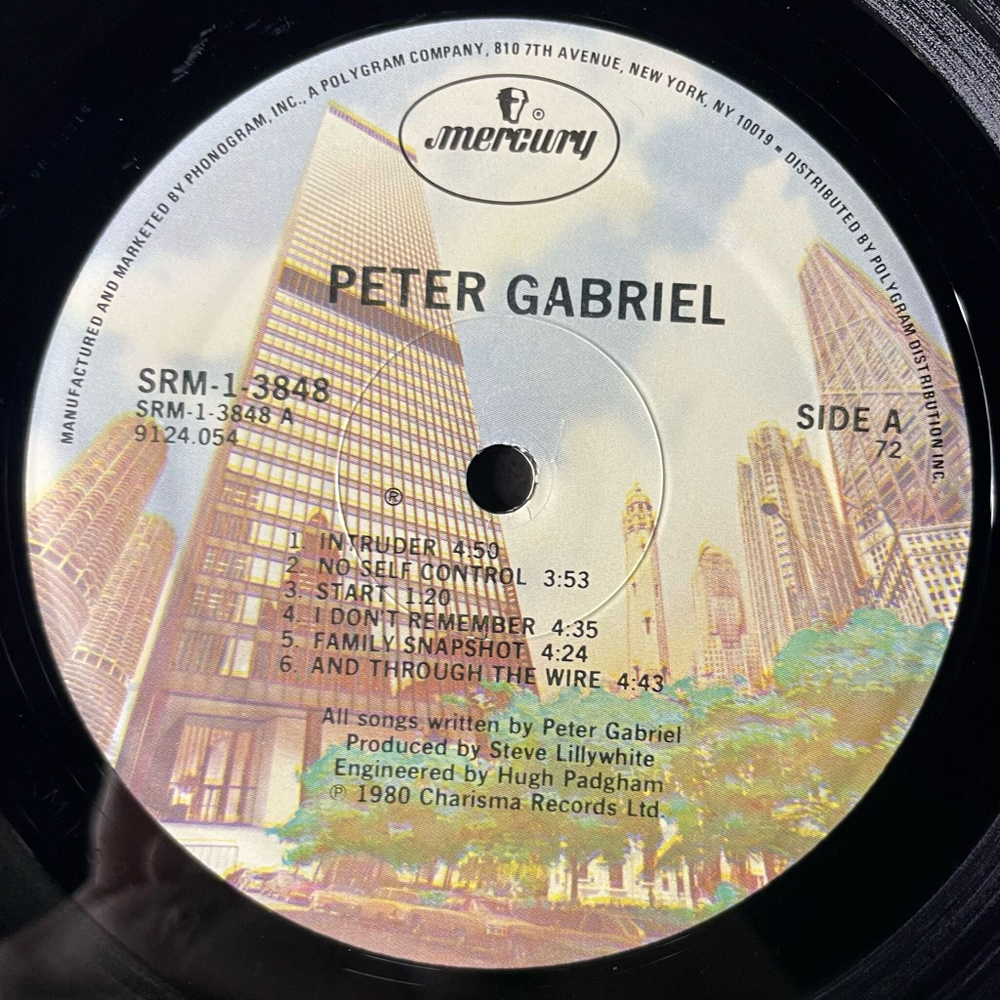 MANUFACTURED AND MARKETED BY PHONOGRAM, INC., A POLYGRAM COMPANY, 810 7TH AVENUE, NEW YORK, NY 10019 • DISTRIBUTED BY POLYGRAM DISTRIBUTION INC.
®
mercury
PETER GABRIEL
SRM-1-3848
SRM-1-3848 A
9124.054
SIDE A
72
®
1 INTRUDER 4:50
2. NO SELF CONTROL 3:53
3. START 1:20
4. I DON'T REMEMBER 4:35
5. FAMILY SNAPSHOT 4:24
6. AND THROUGH THE WIRE 4:43
All songs written by Peter Gabriel
Produced by Steve Lillywhite
Engineered by Hugh Padgham
℗ 1980 Charisma Records Ltd.